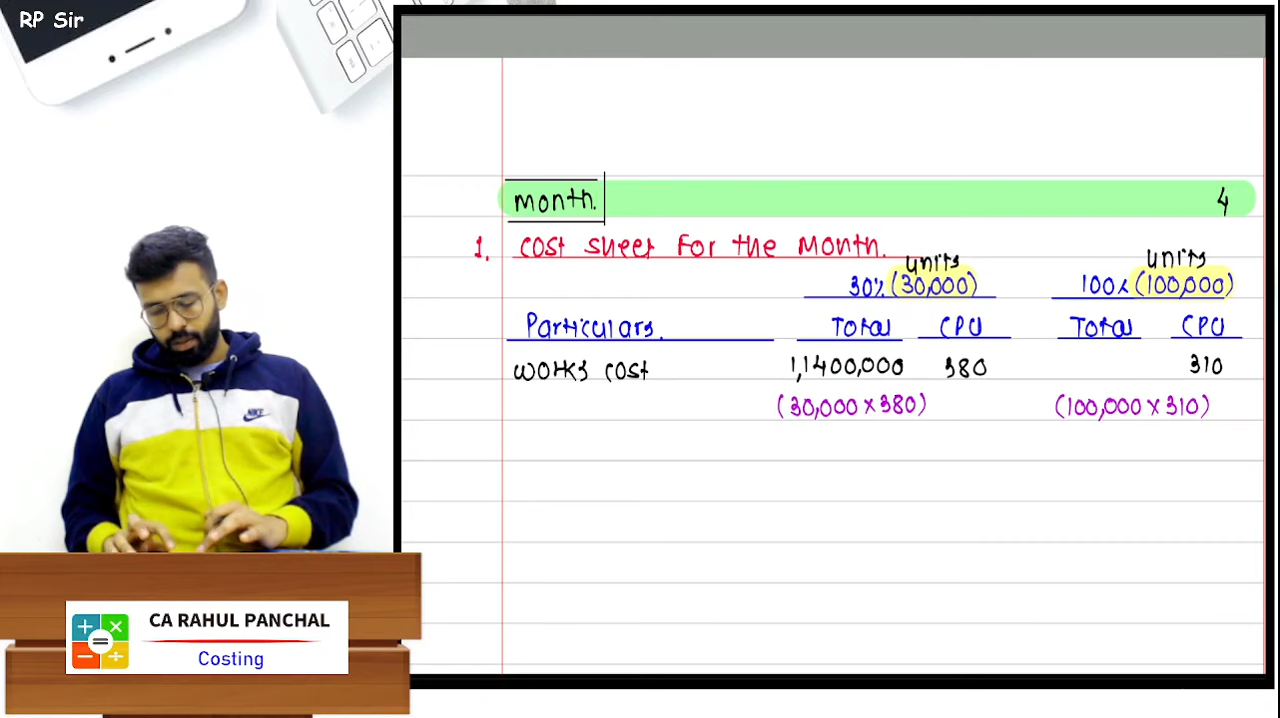 RP Sir
month. 4
1. Cost sheet for the month.
units units
30% (30,000) 100% (100,000)
Particulars. Total CPU Total CPU
works cost 1,1400,000 380 310
(30,000 × 380) (100,000 × 310)
NIKE
CA RAHUL PANCHAL
Costing